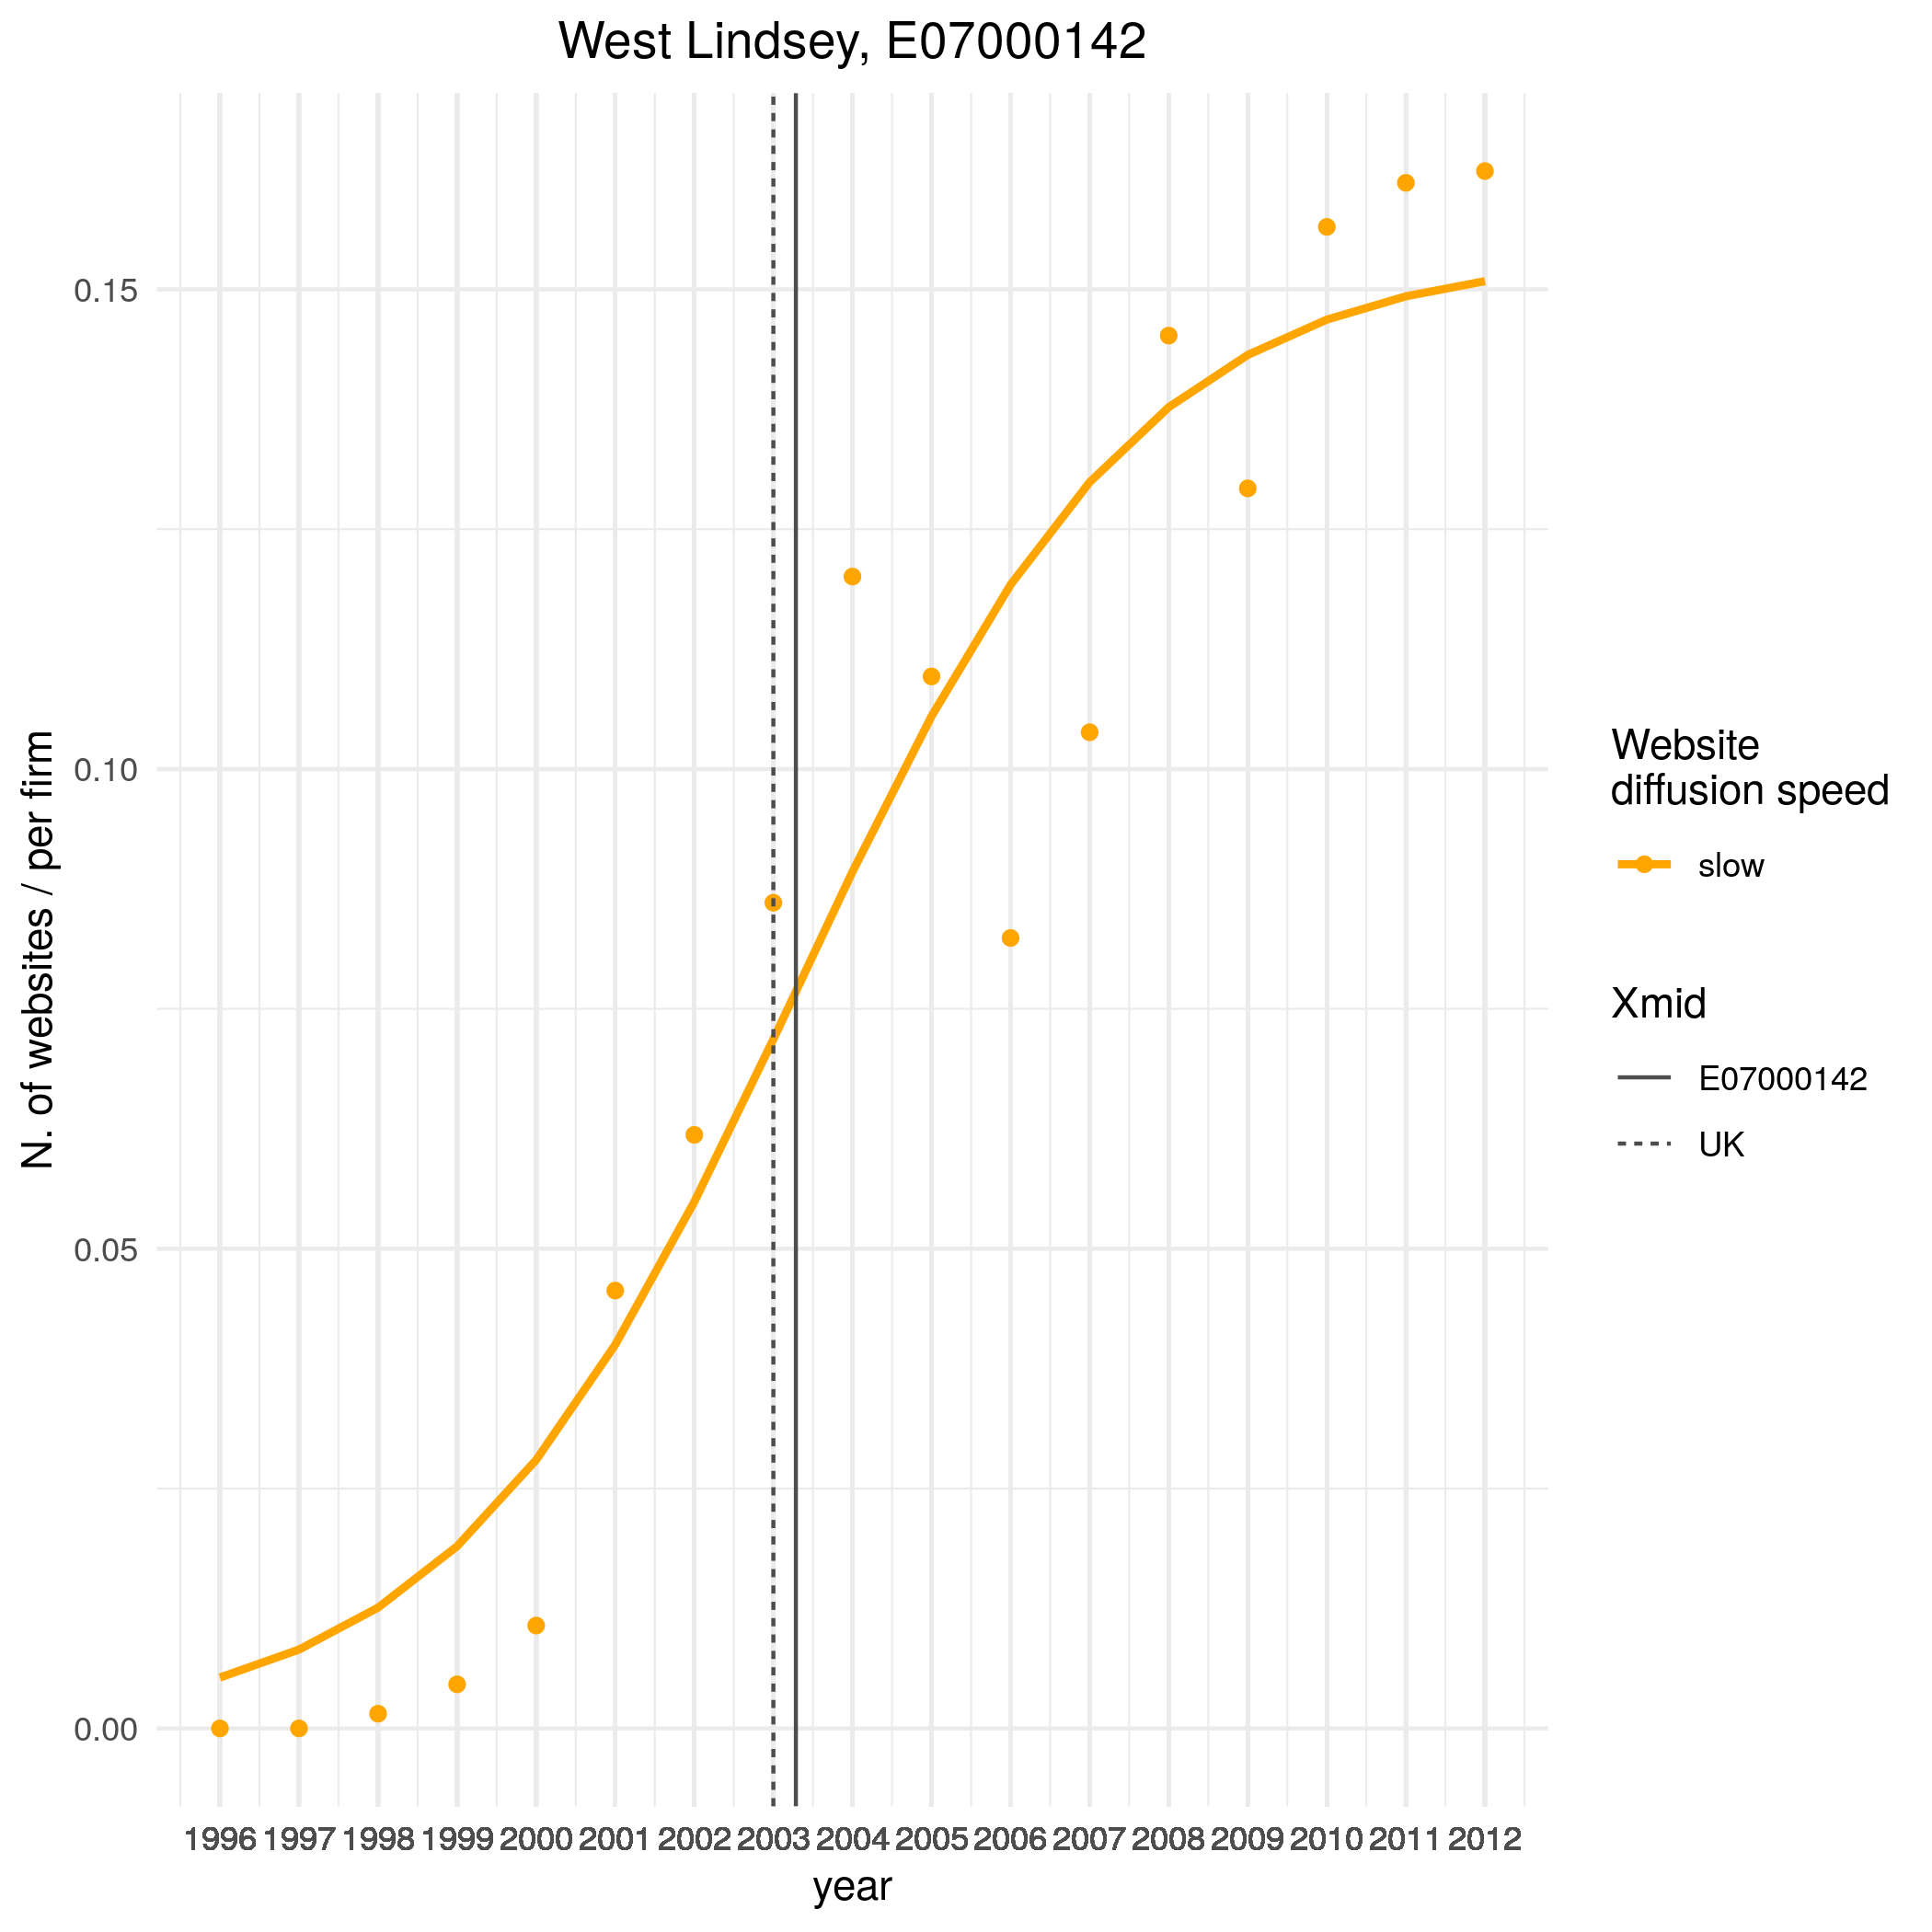 West Lindsey, E07000142
N. of websites / per firm
0.15
0.10
0.05
0.00
1996 1997 1998 1999 2000 2001 2002 2003 2004 2005 2006 2007 2008 2009 2010 2011 2012
year
Website
diffusion speed
slow
Xmid
E07000142
UK